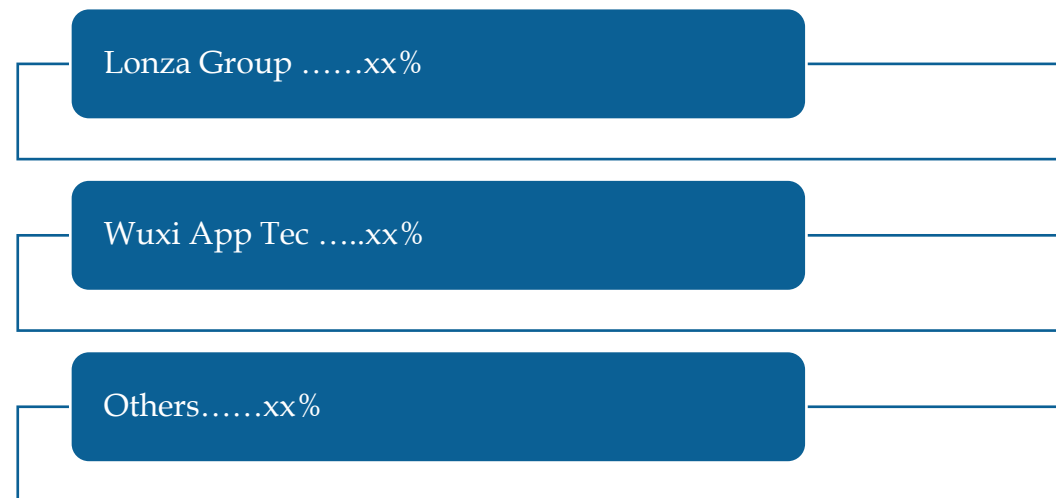 Lonza Group ……xx%
Wuxi App Tec …..xx%
Others……xx%